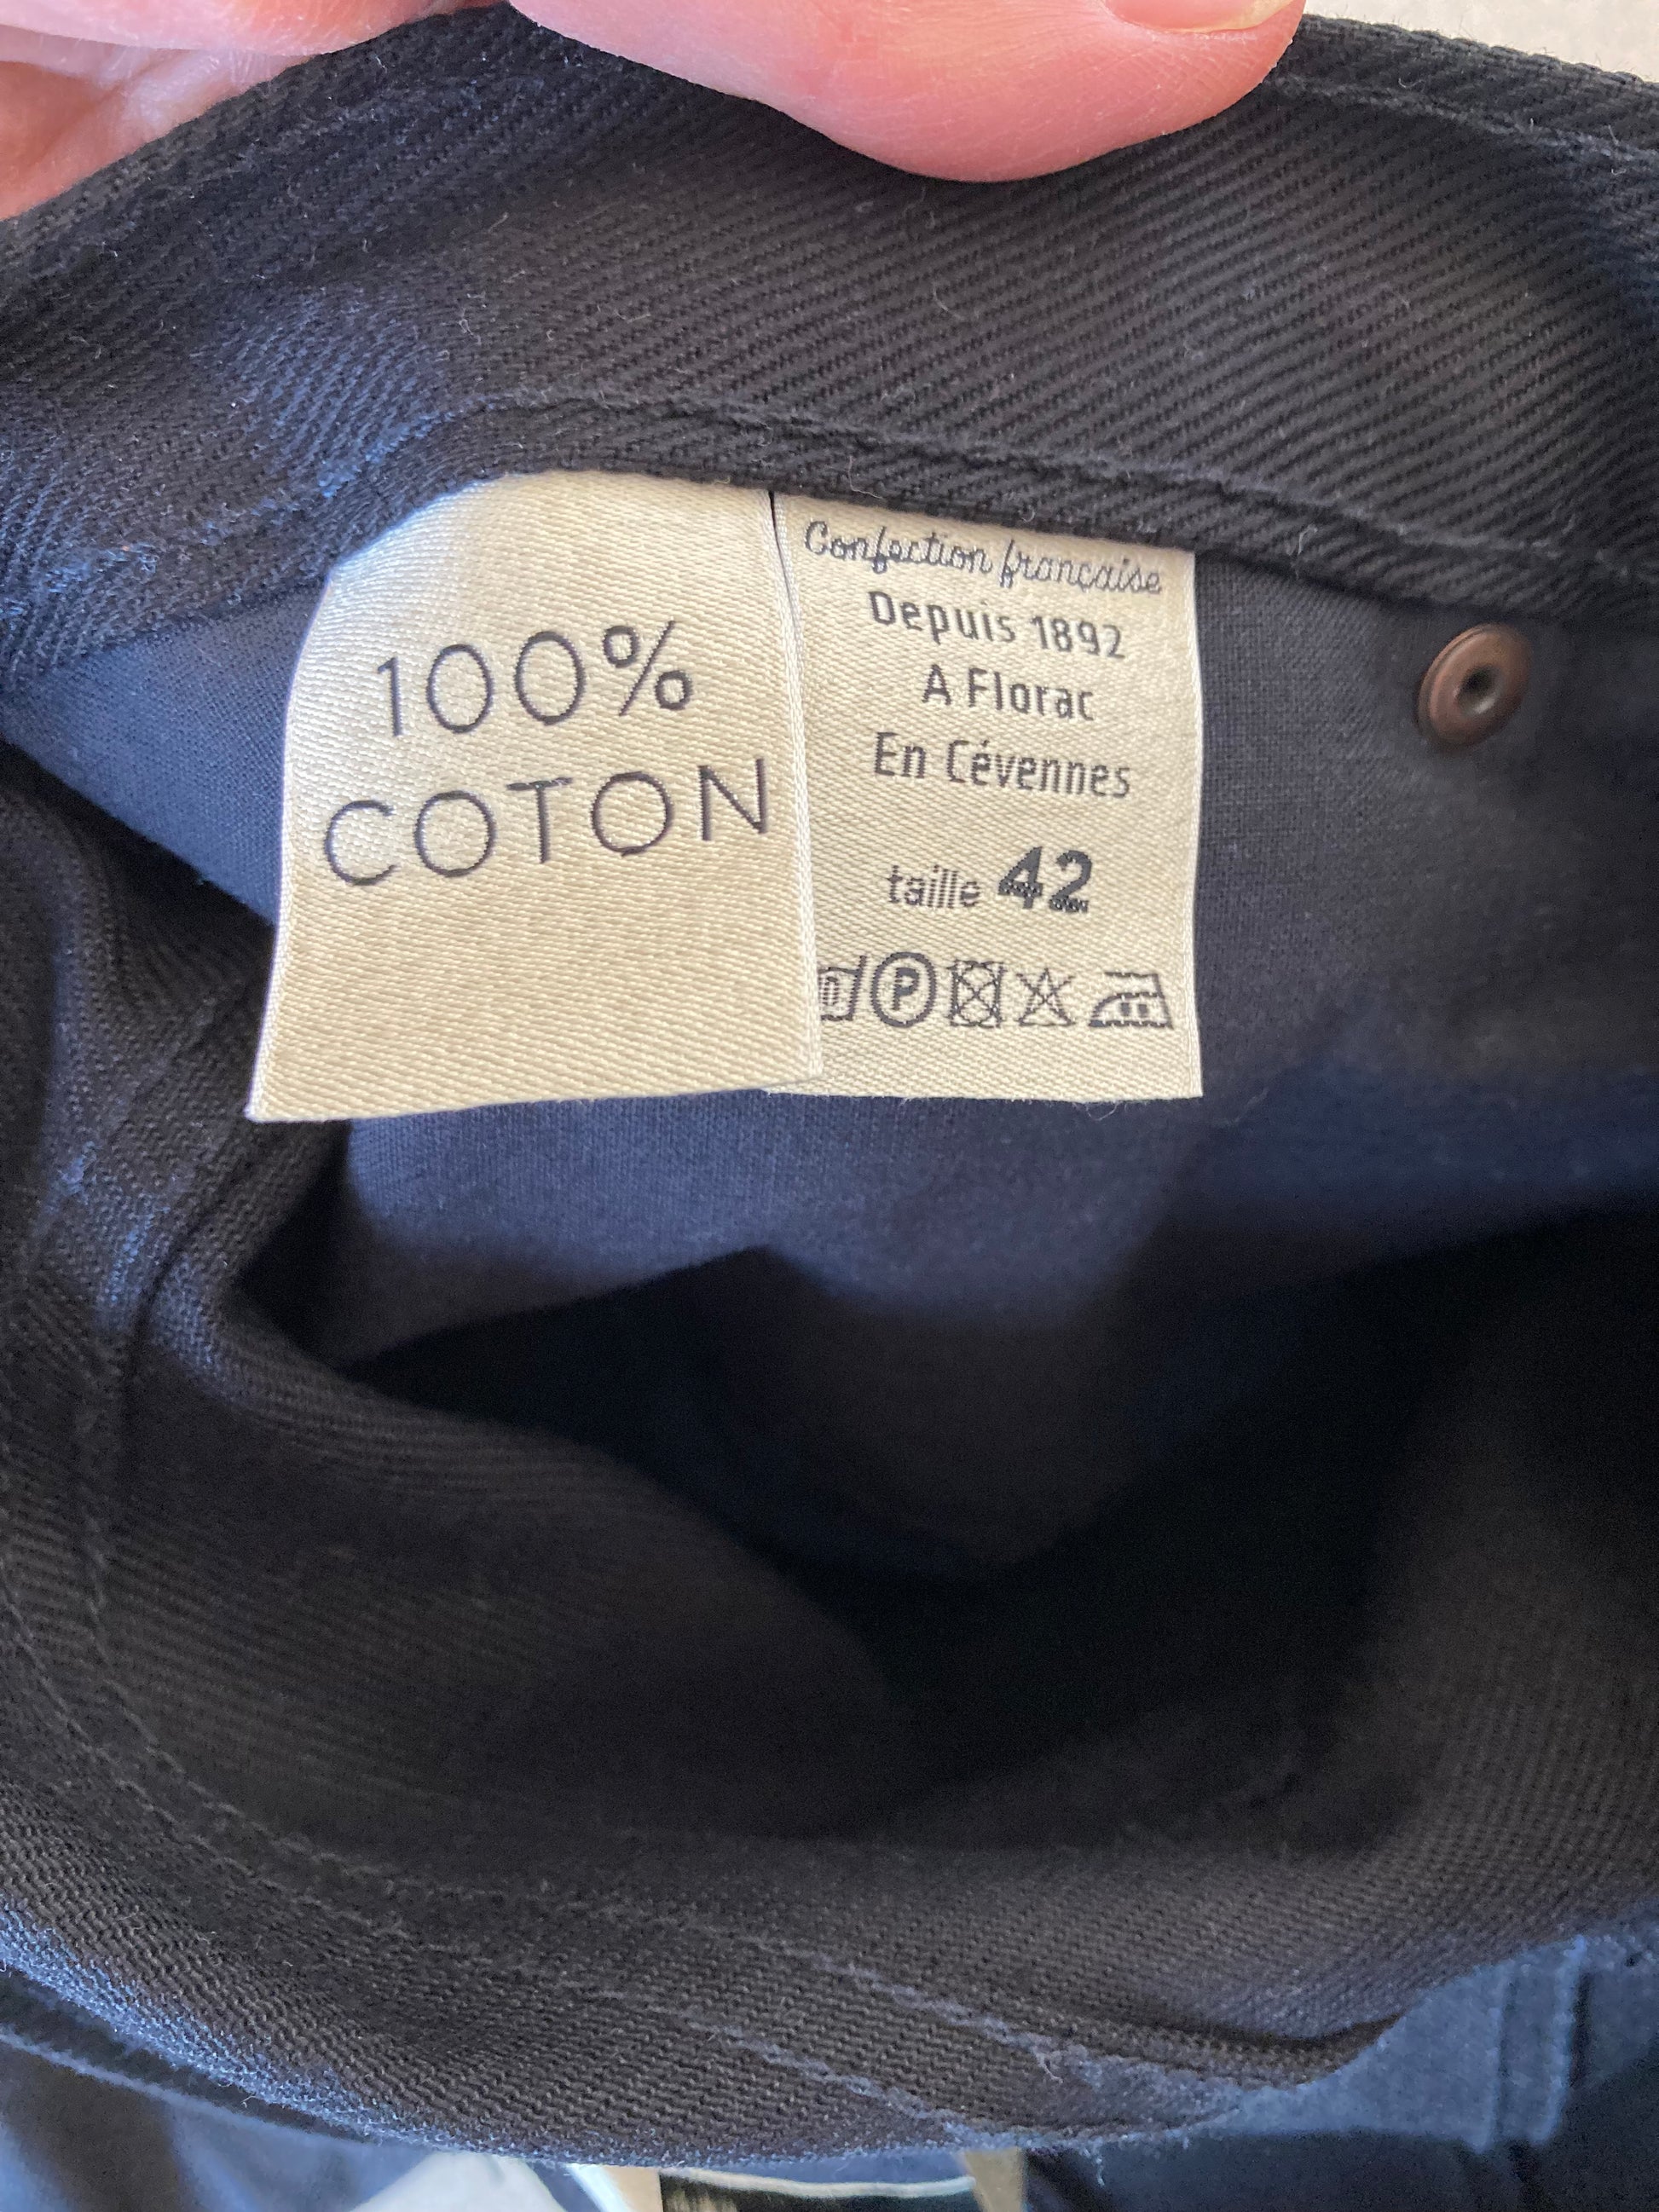 100%
COTON
Confection française
Depuis 1892
A Florac
En Cévennes
taille 42
P